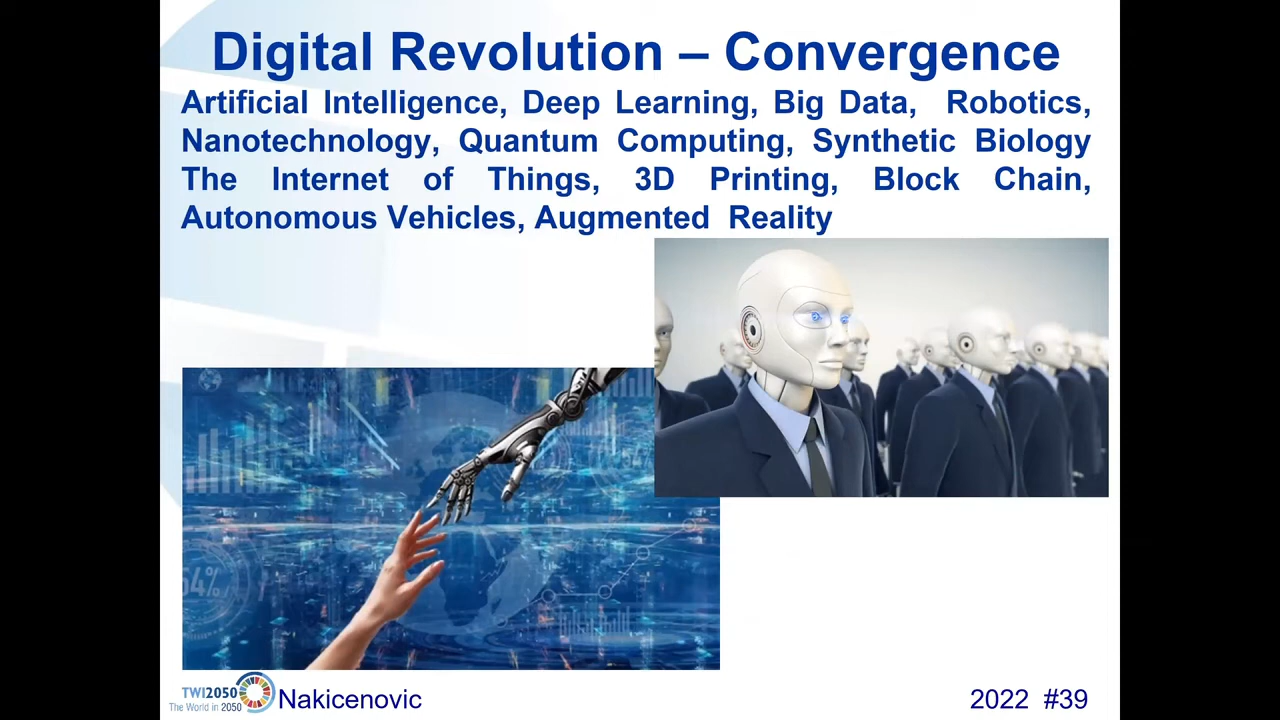 Digital Revolution – Convergence
Artificial Intelligence, Deep Learning, Big Data, Robotics,
Nanotechnology, Quantum Computing, Synthetic Biology
The Internet of Things, 3D Printing, Block Chain,
Autonomous Vehicles, Augmented Reality
54%
TWI2050
The World in 2050
Nakicenovic
2022 #39